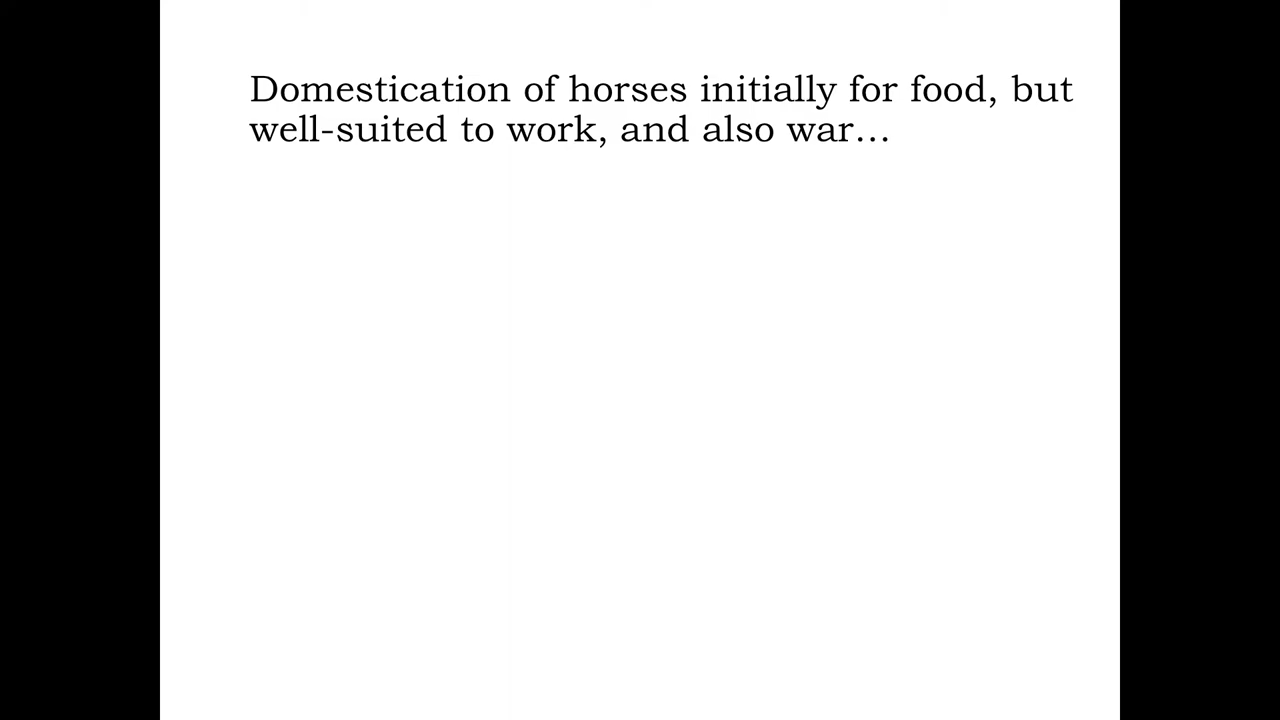 Domestication of horses initially for food, but
well-suited to work, and also war…